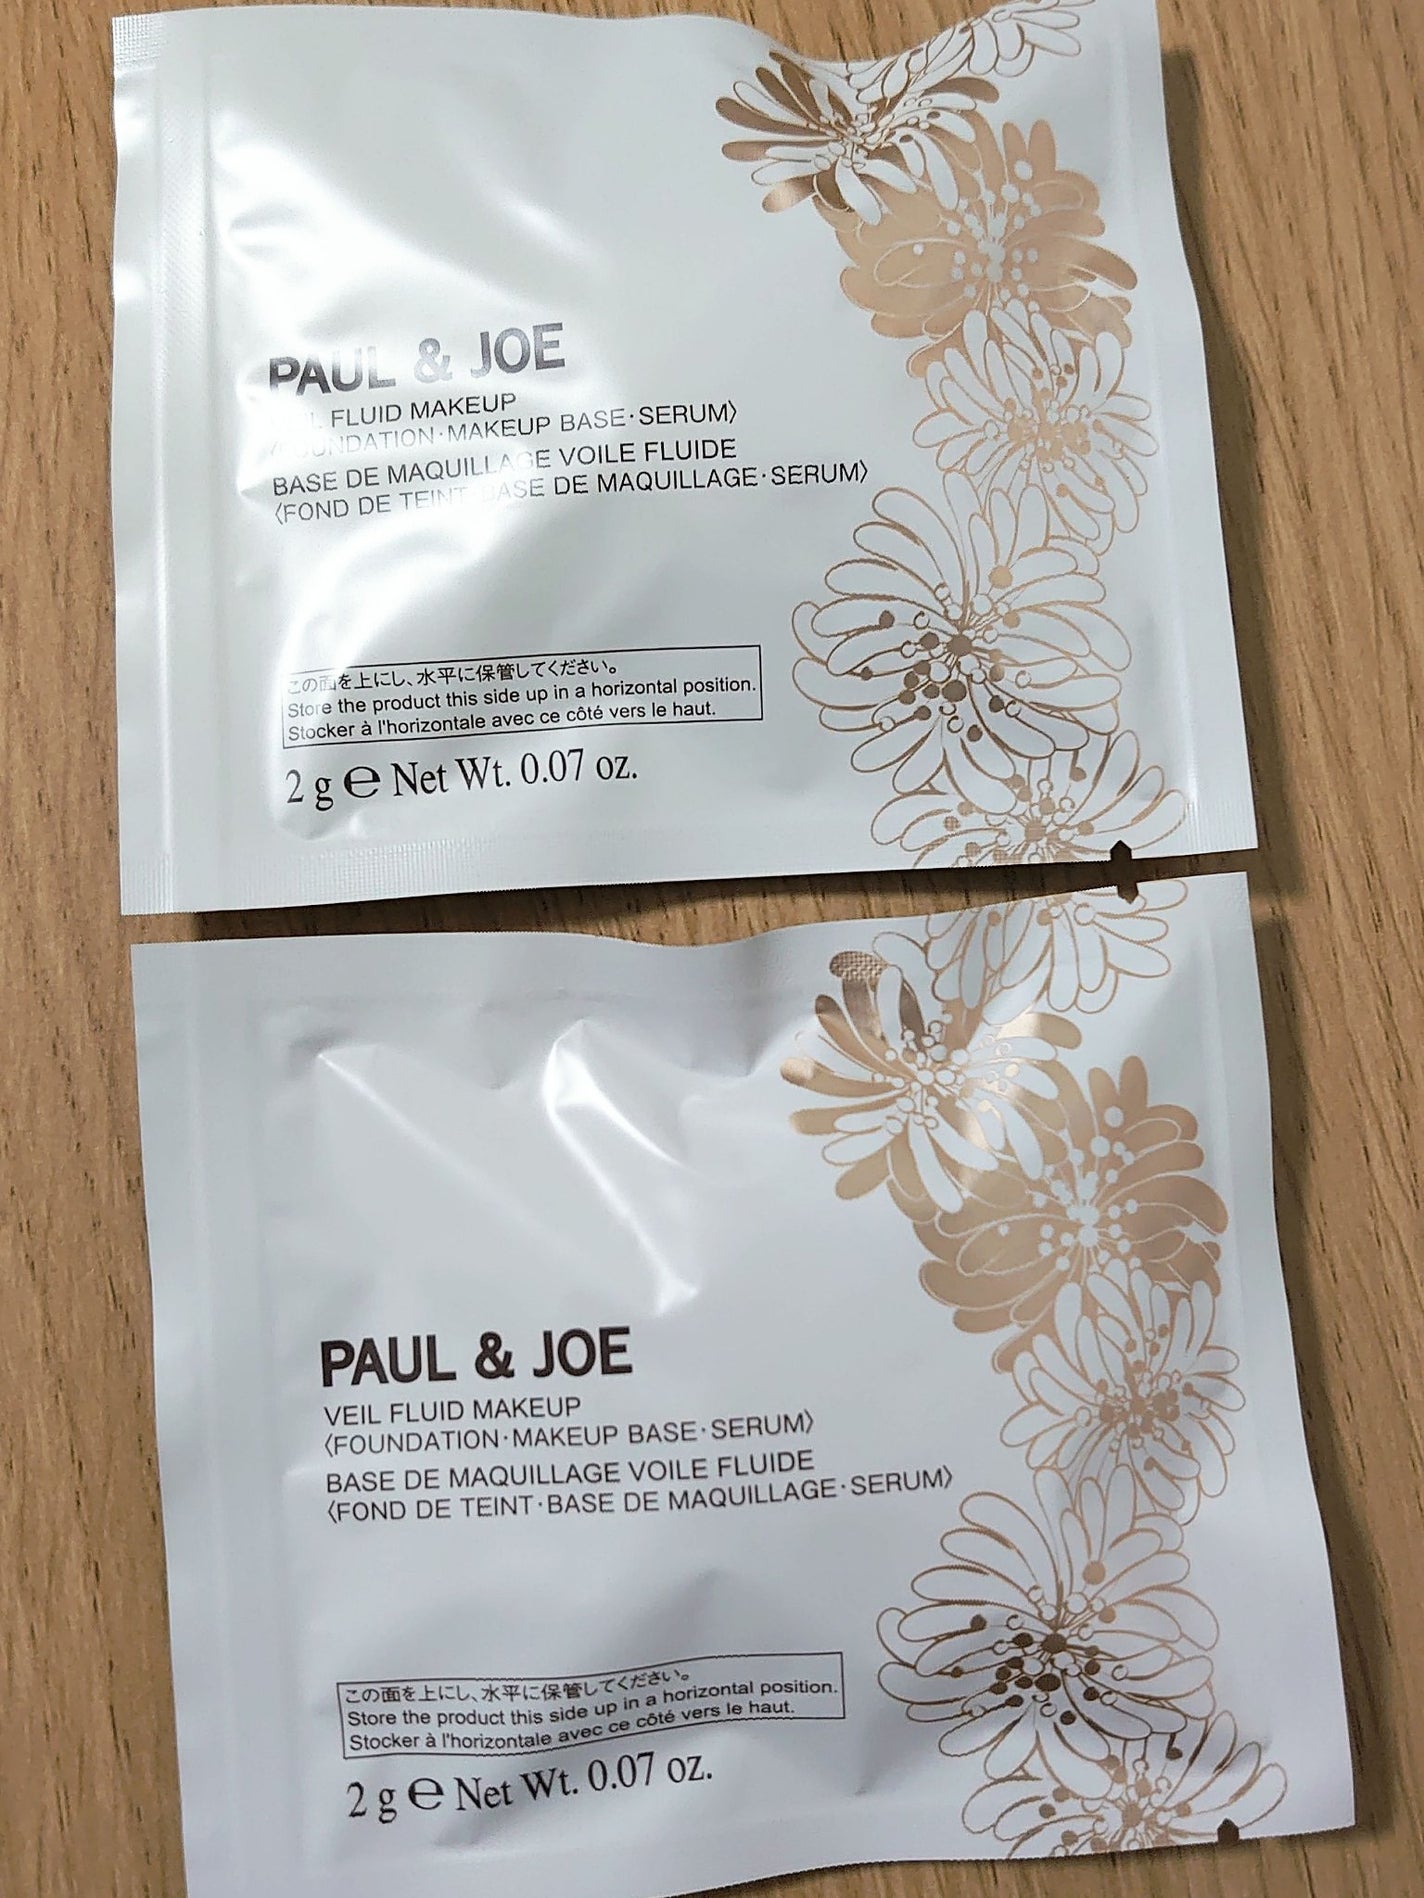 PAUL & JOE
FLUID MAKEUP
MAKEUP BASE·SERUM〉
BASE DE MAQUILLAGE VOILE FLUIDE
〈FOND DE TEINT·BASE DE MAQUILLAGE·SERUM〉
この面を上にし、水平に保管してください。
Store the product this side up in a horizontal position.
Stocker à l'horizontale avec ce côté vers le haut.
2 g ℮ Net Wt. 0.07 oz.
PAUL & JOE
VEIL FLUID MAKEUP
〈FOUNDATION·MAKEUP BASE·SERUM〉
BASE DE MAQUILLAGE VOILE FLUIDE
〈FOND DE TEINT·BASE DE MAQUILLAGE·SERUM〉
この面を上にし、水平に保管してください。
Store the product this side up in a horizontal position.
Stocker à l'horizontale avec ce côté vers le haut.
2 g ℮ Net Wt. 0.07 oz.